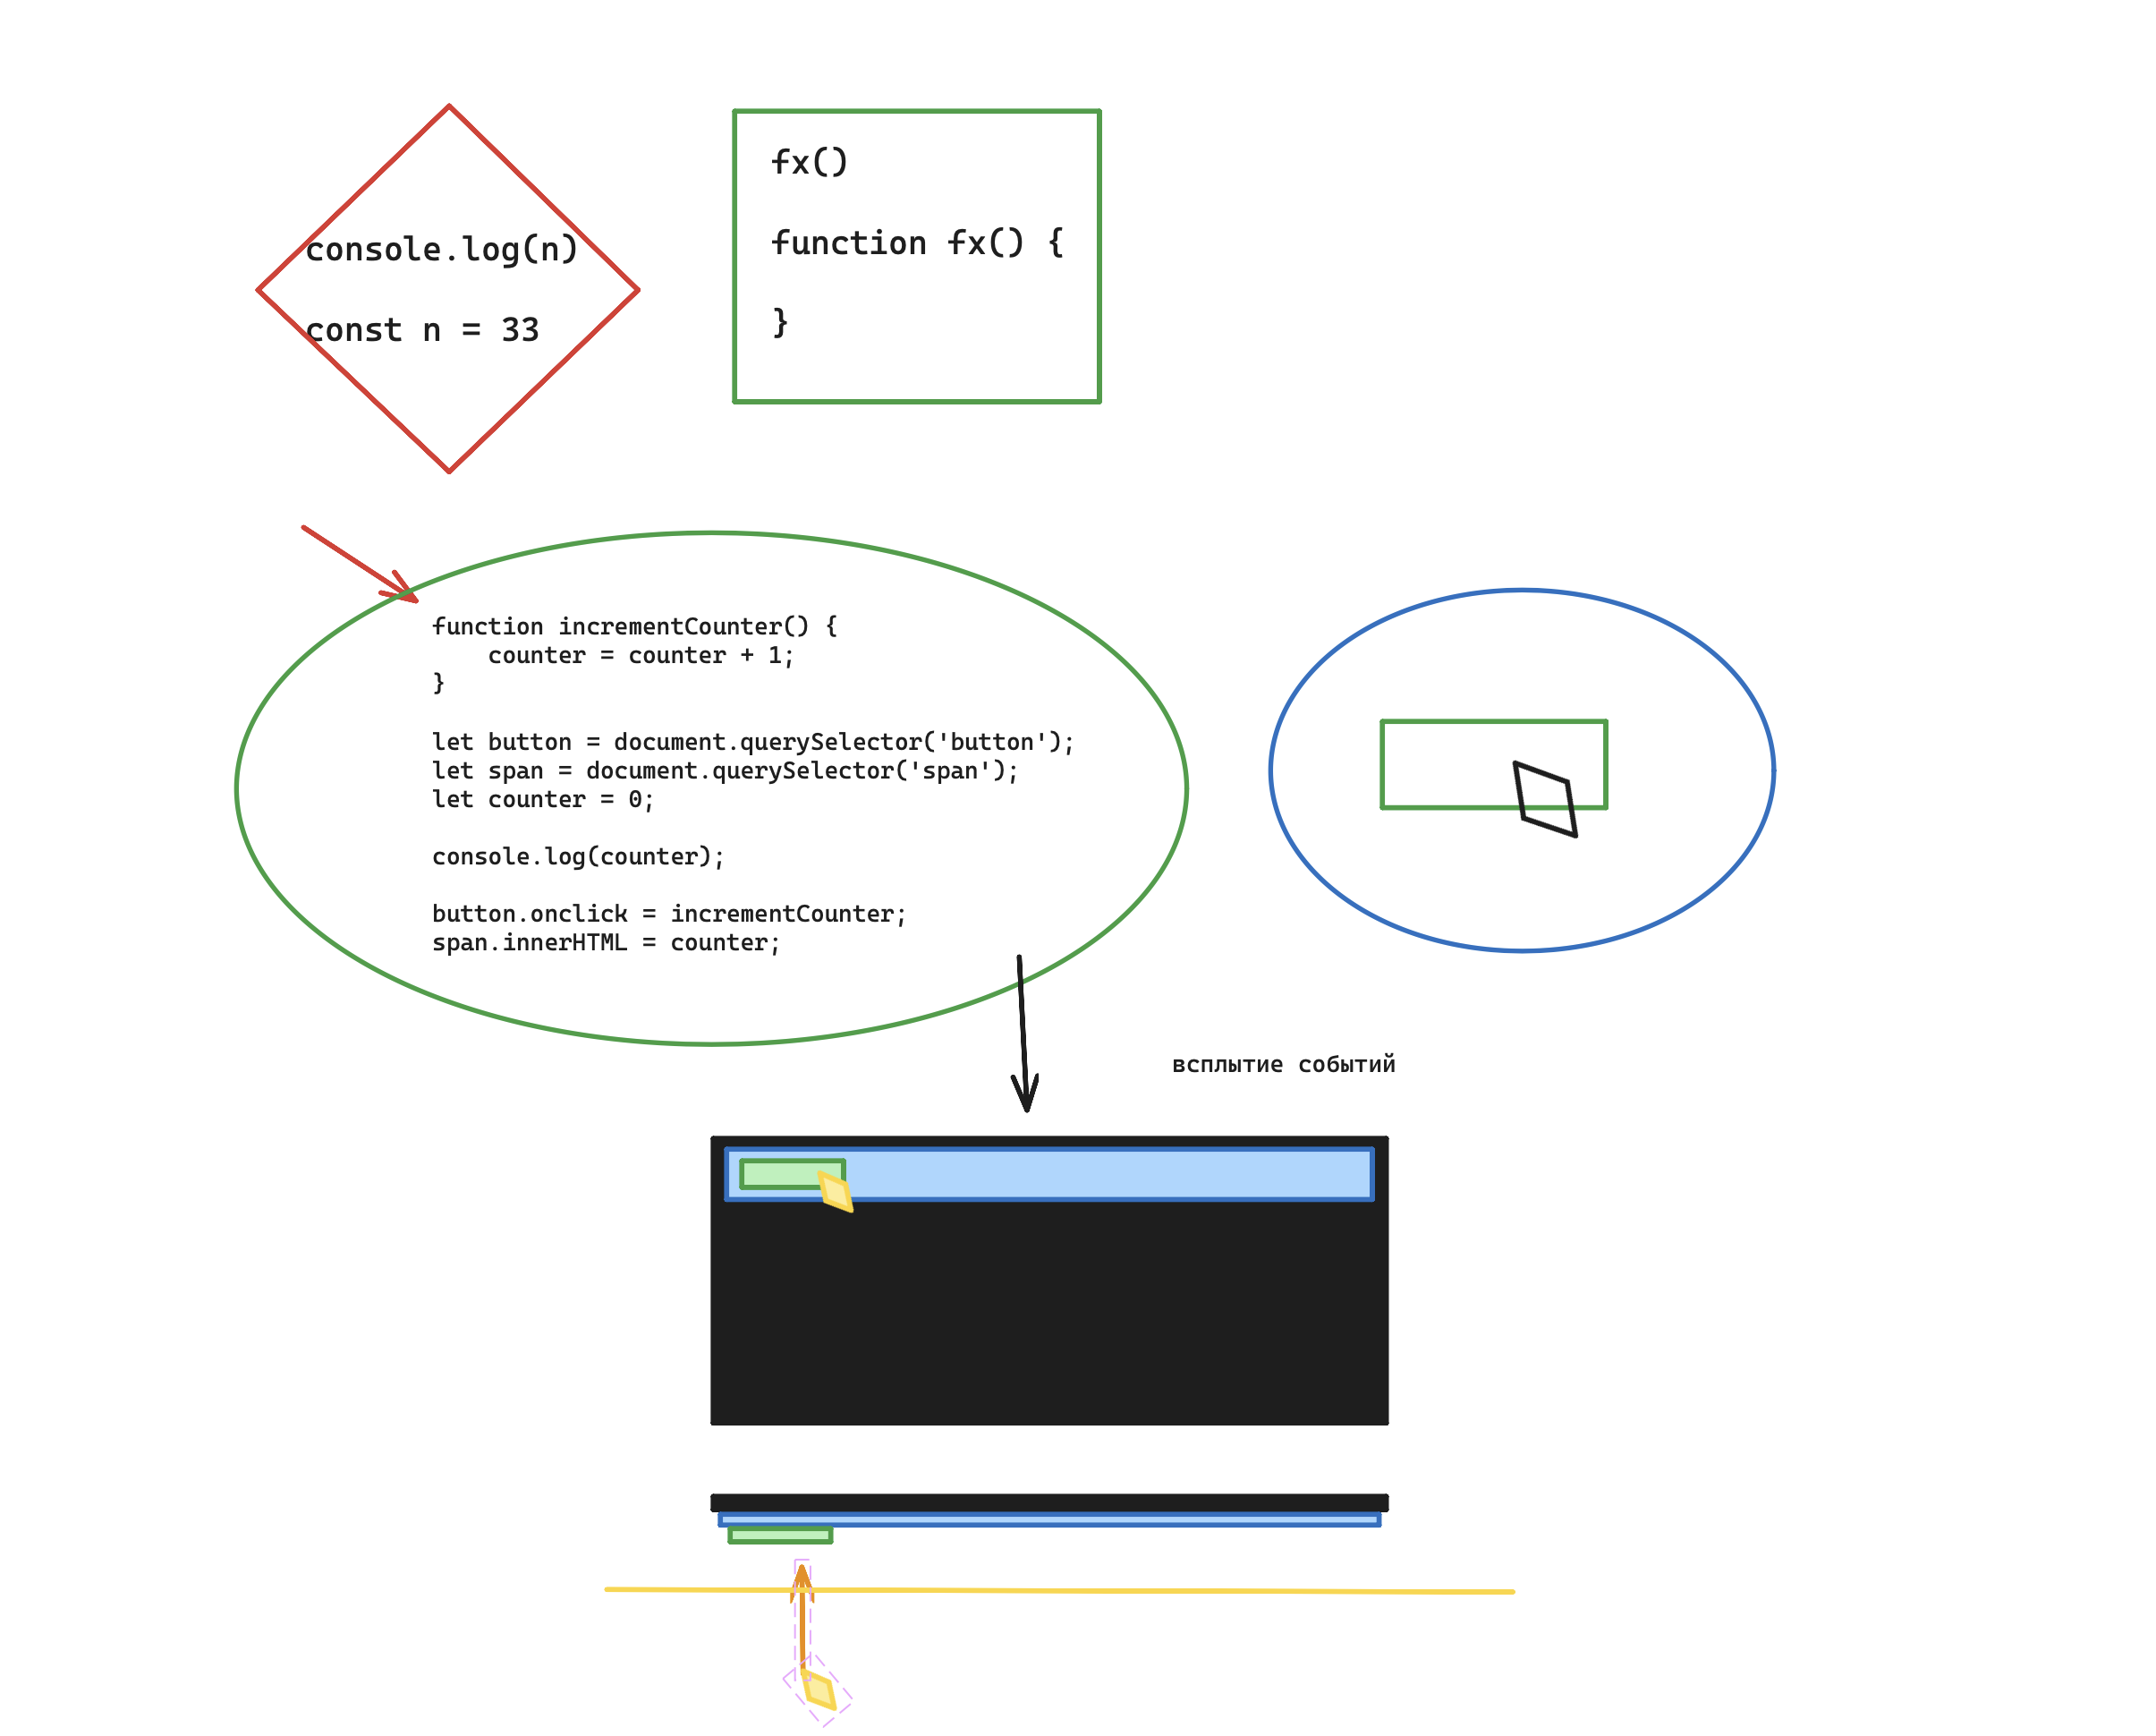 console.log(n)
const n = 33
fx()
function fx() {
}
function incrementCounter() {
    counter = counter + 1;
}
let button = document.querySelector('button');
let span = document.querySelector('span');
let counter = 0;
console.log(counter);
button.onclick = incrementCounter;
span.innerHTML = counter;
всплытие событий